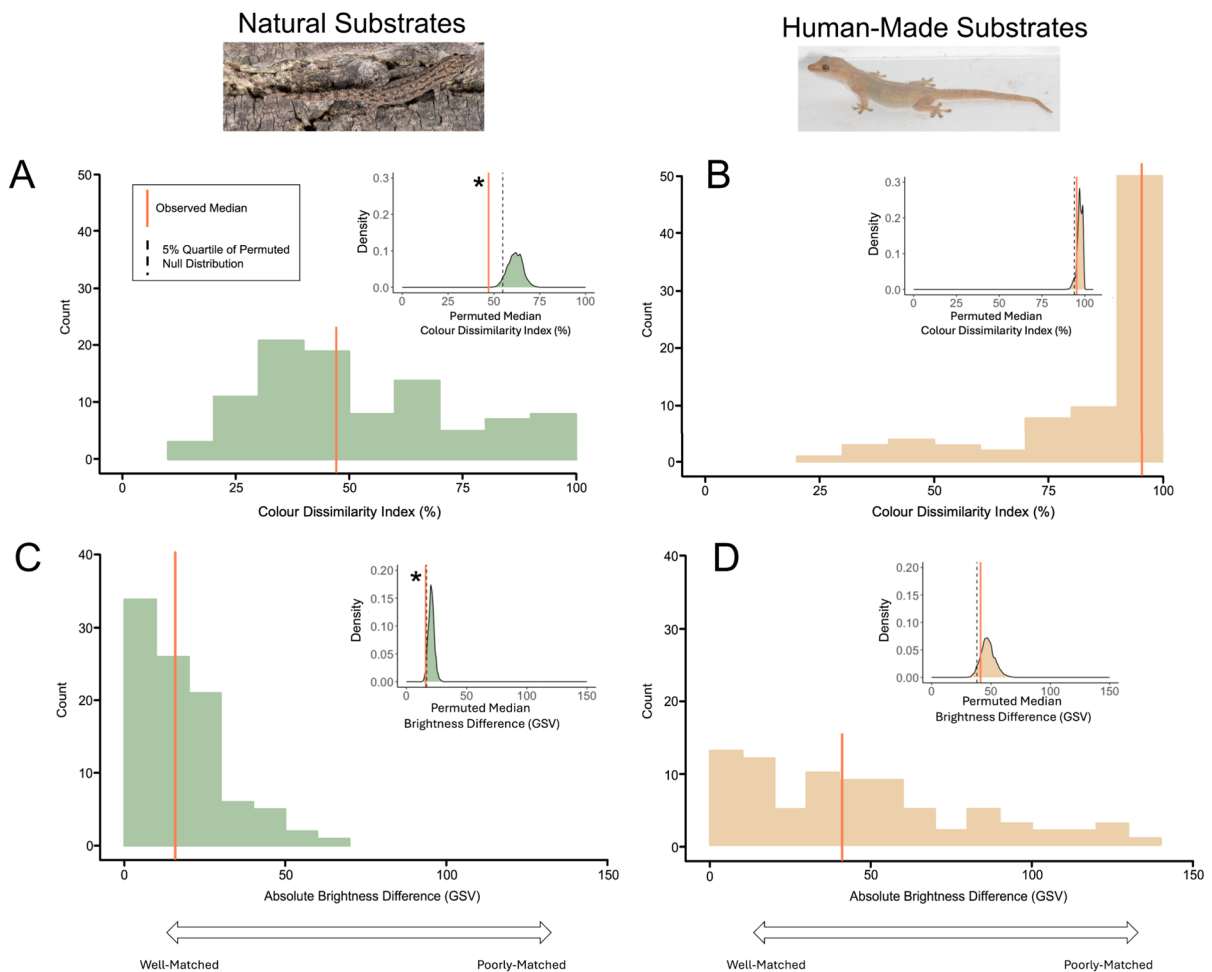 Natural Substrates
Human-Made Substrates
A
50
40
30
20
10
0
Count
0
25
50
75
100
Colour Dissimilarity Index (%)
Observed Median
5% Quartile of Permuted
Null Distribution
*
0.3
0.2
0.1
0.0
Density
0
25
50
75
100
Permuted Median
Colour Dissimilarity Index (%)
B
50
40
30
20
10
0
Count
0
25
50
75
100
Colour Dissimilarity Index (%)
0.3
0.2
0.1
0.0
Density
0
25
50
75
100
Permuted Median
Colour Dissimilarity Index (%)
C
40
30
20
10
0
Count
0
50
100
150
Absolute Brightness Difference (GSV)
*
0.20
0.15
0.10
0.05
0.00
Density
0
50
100
150
Permuted Median
Brightness Difference (GSV)
D
40
30
20
10
0
Count
0
50
100
150
Absolute Brightness Difference (GSV)
0.20
0.15
0.10
0.05
0.00
Density
0
50
100
150
Permuted Median
Brightness Difference (GSV)
Well-Matched
Poorly-Matched
Well-Matched
Poorly-Matched